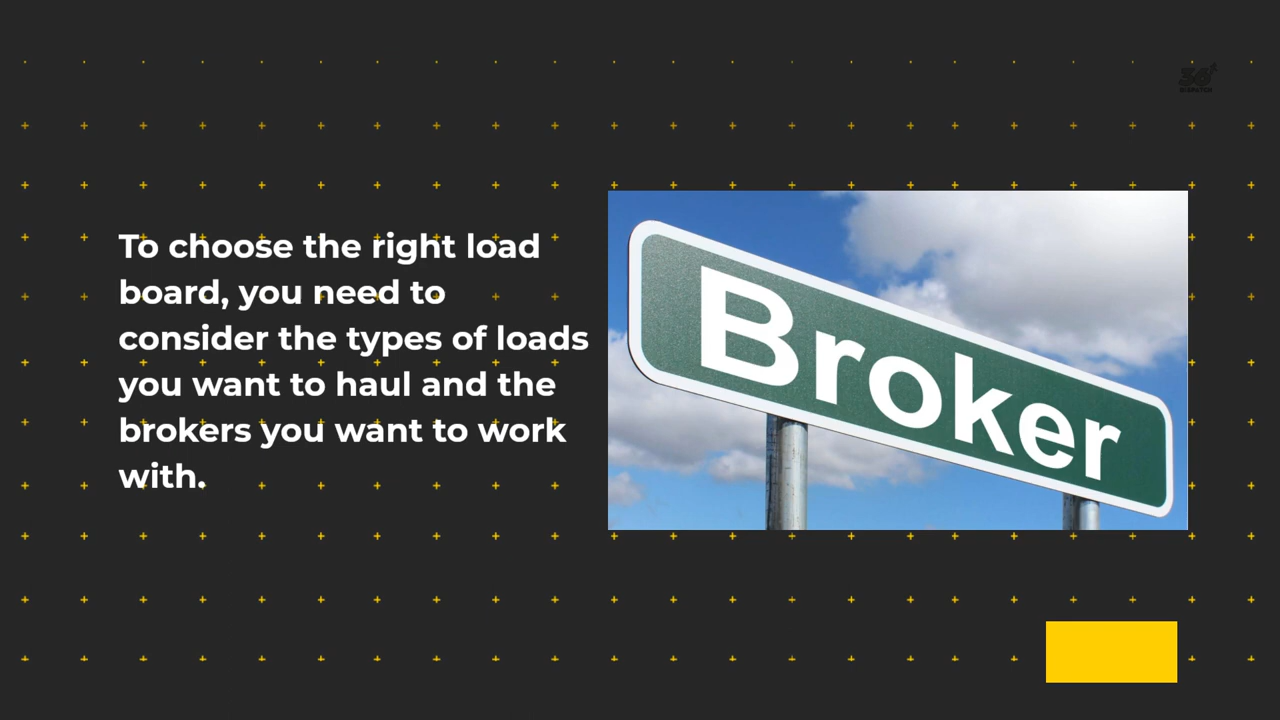 To choose the right load
board, you need to
consider the types of loads
you want to haul and the
brokers you want to work
with.
Broker